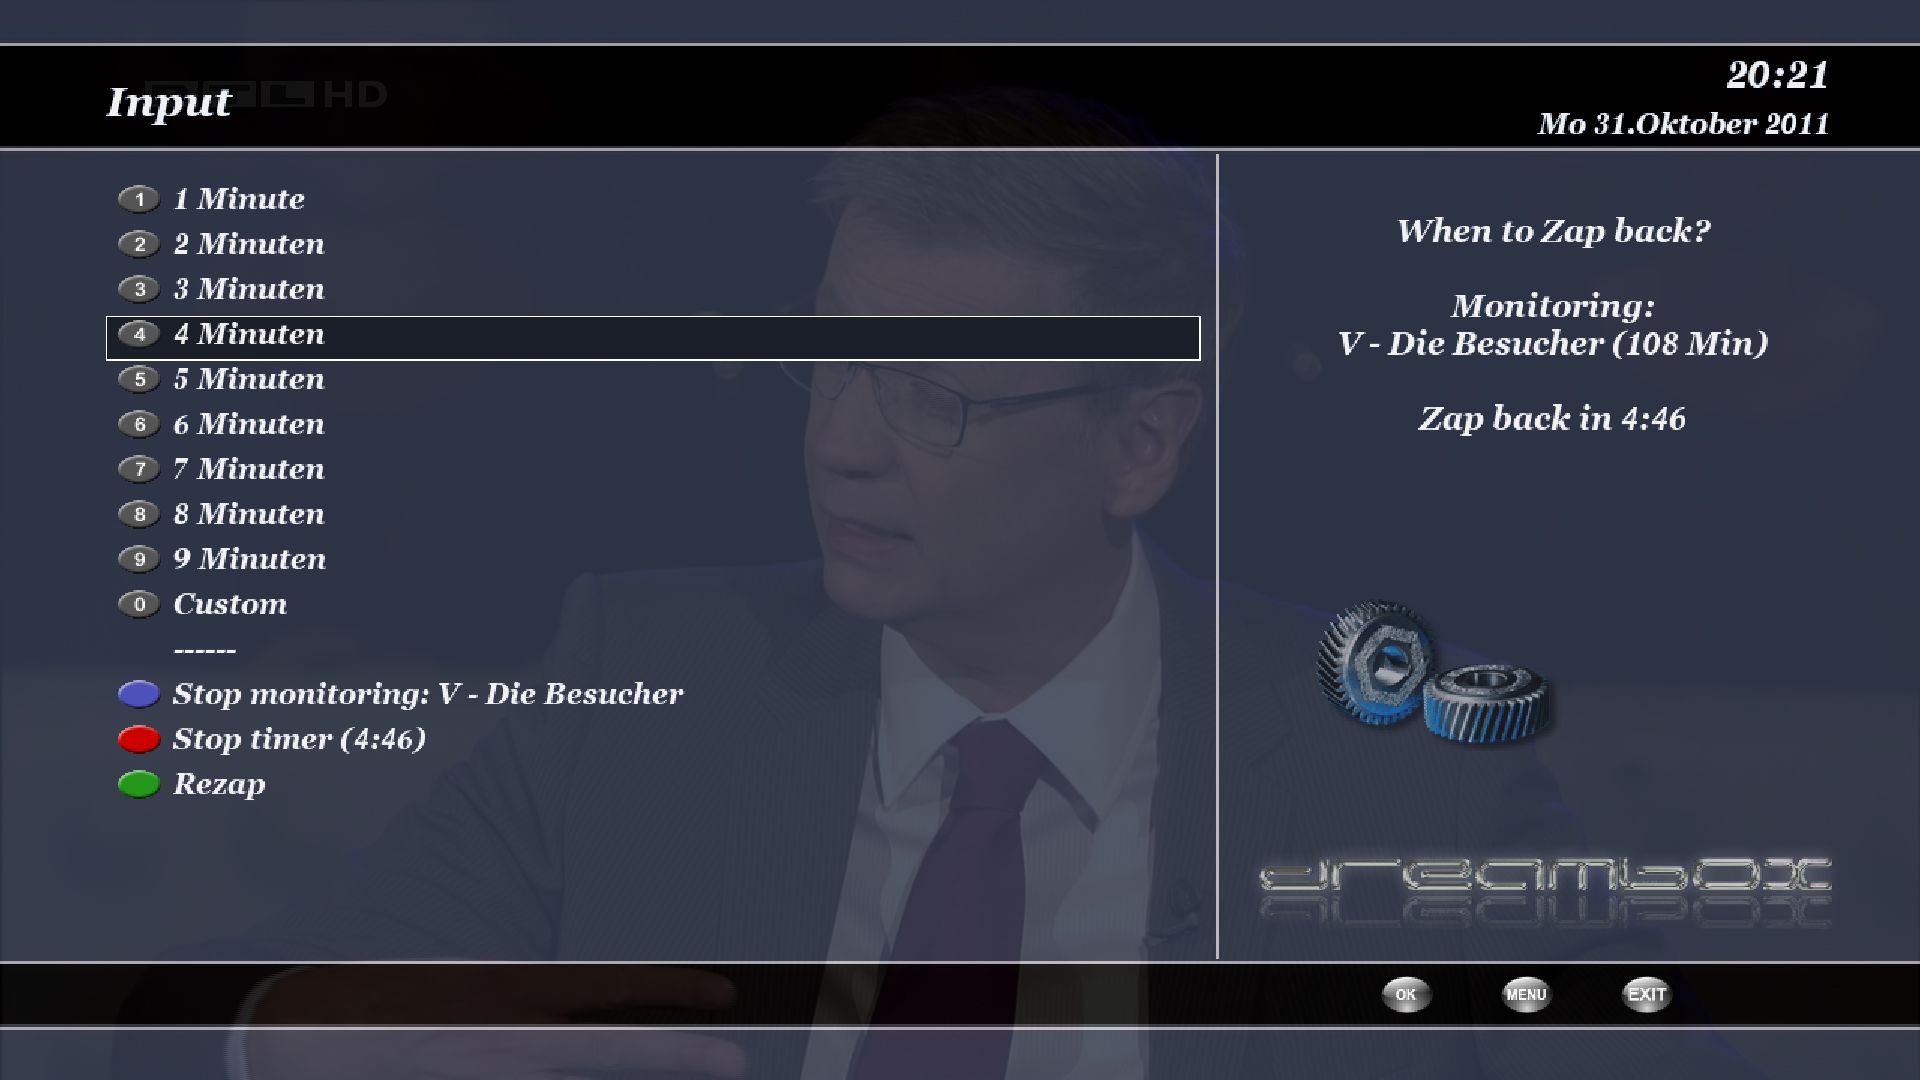 RTL HD
Input
20:21
Mo 31.Oktober 2011
1 1 Minute
2 2 Minuten
3 3 Minuten
4 4 Minuten
5 5 Minuten
6 6 Minuten
7 7 Minuten
8 8 Minuten
9 9 Minuten
0 Custom
------
Stop monitoring: V - Die Besucher
Stop timer (4:46)
Rezap
When to Zap back?
Monitoring:
V - Die Besucher (108 Min)
Zap back in 4:46
dreambox
OK MENU EXIT